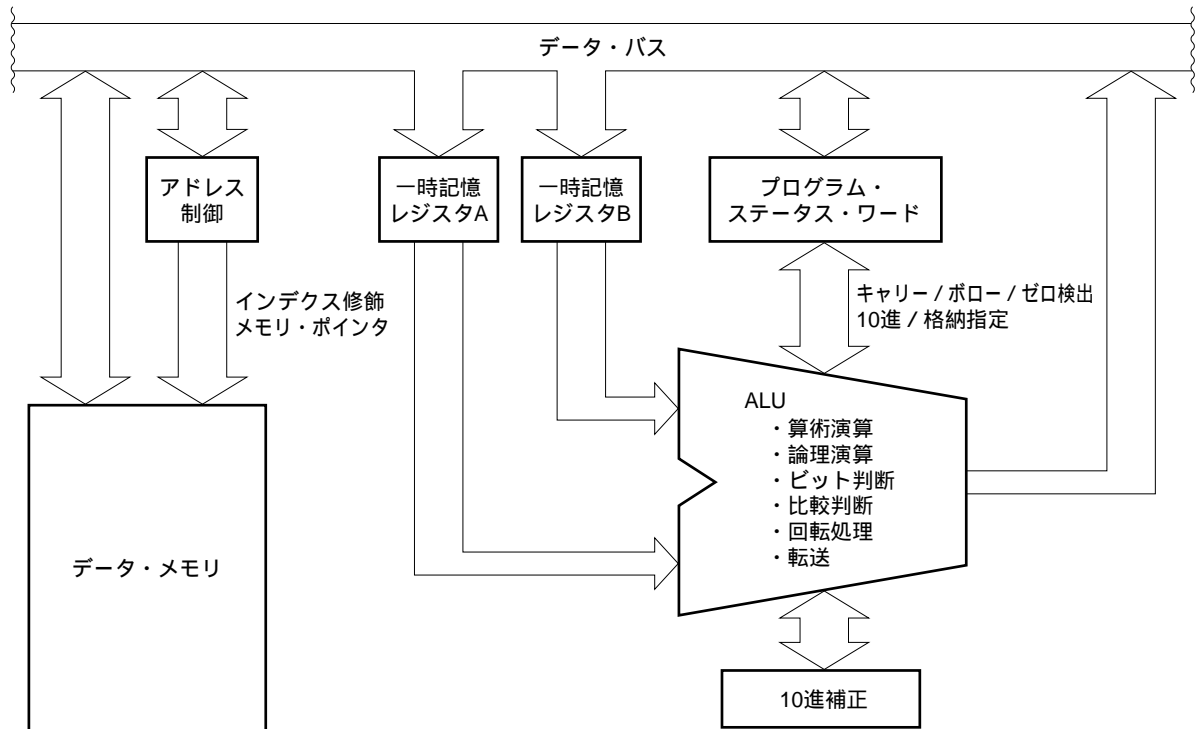 データ・バス
アドレス
制御
一時記憶
レジスタA
一時記憶
レジスタB
プログラム・
ステータス・ワード
インデクス修飾
メモリ・ポインタ
キャリー / ボロー / ゼロ検出
10進 / 格納指定
ALU
・算術演算
・論理演算
・ビット判断
・比較判断
・回転処理
・転送
データ・メモリ
10進補正